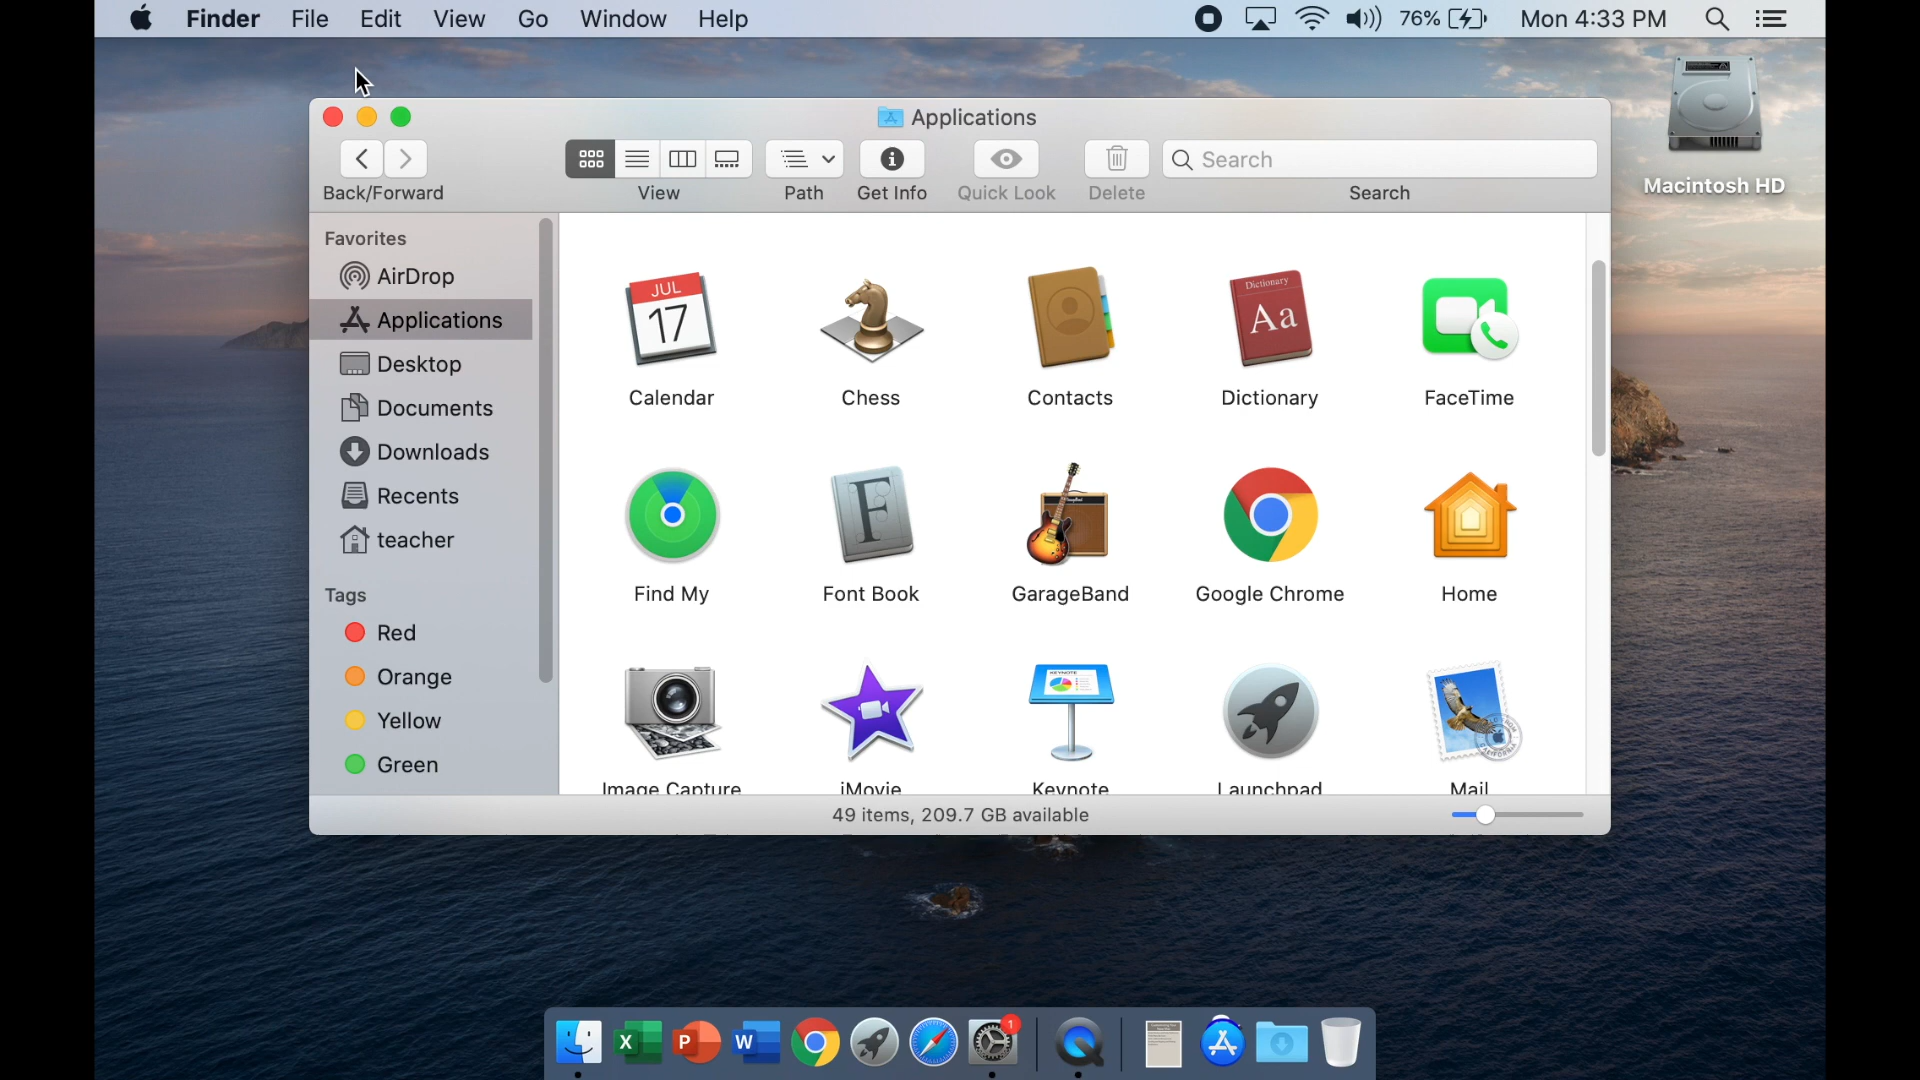 Finder File Edit View Go Window Help 76% Mon 4:33 PM
Macintosh HD
Applications
Search
Back/Forward View Path Get Info Quick Look Delete Search
Favorites
AirDrop
Applications
Desktop
Documents
Downloads
Recents
teacher
Tags
Red
Orange
Yellow
Green
JUL
17
Dictionary
Aa
Calendar Chess Contacts Dictionary FaceTime
F
Find My Font Book GarageBand Google Chrome Home
KEYNOTE
Image Capture iMovie Keynote Launchpad Mail
49 items, 209.7 GB available
X P W 1